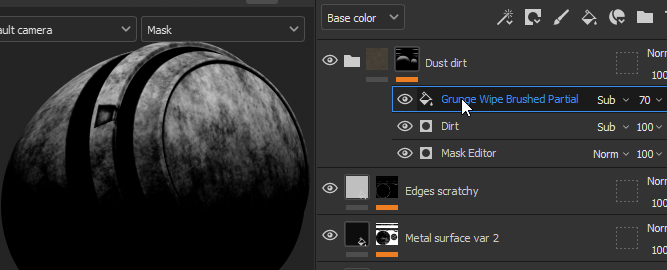 ault camera
Mask
Base color
Dust dirt
Norm
100
Grunge Wipe Brushed Partial
Sub
70
Dirt
Sub
100
Mask Editor
Norm
100
Edges scratchy
Norm
100
Metal surface var 2
Norm
100